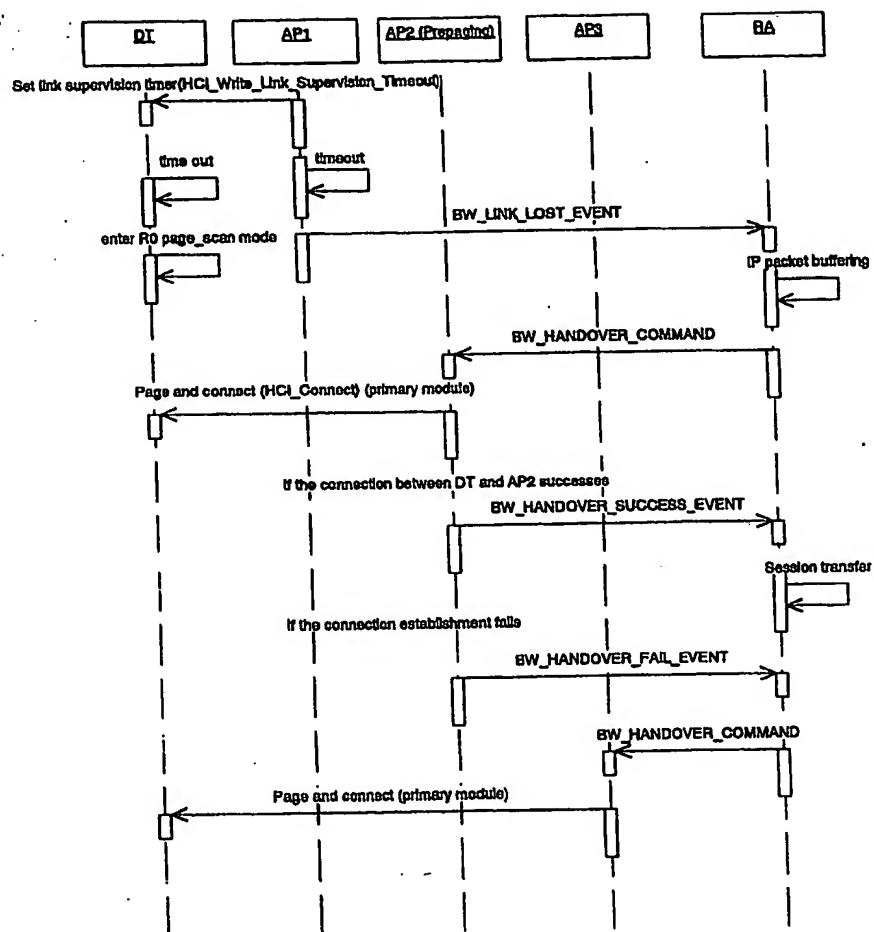 DT
AP1
AP2 (Prepaging)
AP3
BA
Set link supervision timer(HCI_Write_Link_Supervision_Timeout)
time out
timeout
BW_LINK_LOST_EVENT
enter R0 page_scan mode
IP packet buffering
BW_HANDOVER_COMMAND
Page and connect (HCI_Connect) (primary module)
If the connection between DT and AP2 successes
BW_HANDOVER_SUCCESS_EVENT
Session transfer
If the connection establishment fails
BW_HANDOVER_FAIL_EVENT
BW_HANDOVER_COMMAND
Page and connect (primary module)